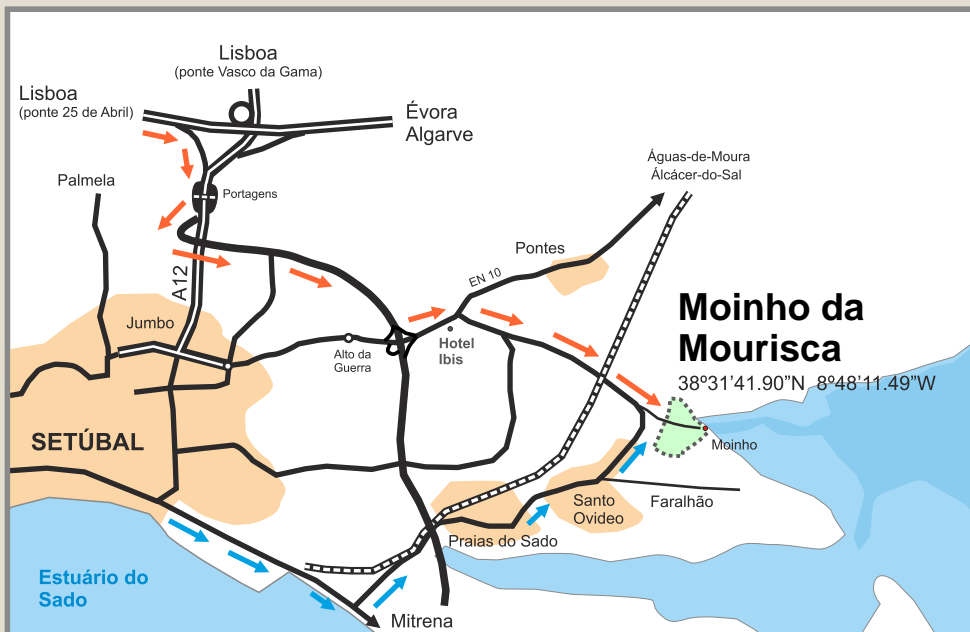 Lisboa
(ponte Vasco da Gama)
Lisboa
(ponte 25 de Abril)
Évora
Algarve
Águas-de-Moura
Álcácer-do-Sal
Palmela
Portagens
Pontes
EN 10
A12
Moinho da
Mourisca
38º31’41.90”N 8º48’11.49”W
Jumbo
Hotel
Ibis
Alto da
Guerra
SETÚBAL
Moinho
Santo
Ovideo
Faralhão
Praias do Sado
Estuário do
Sado
Mitrena